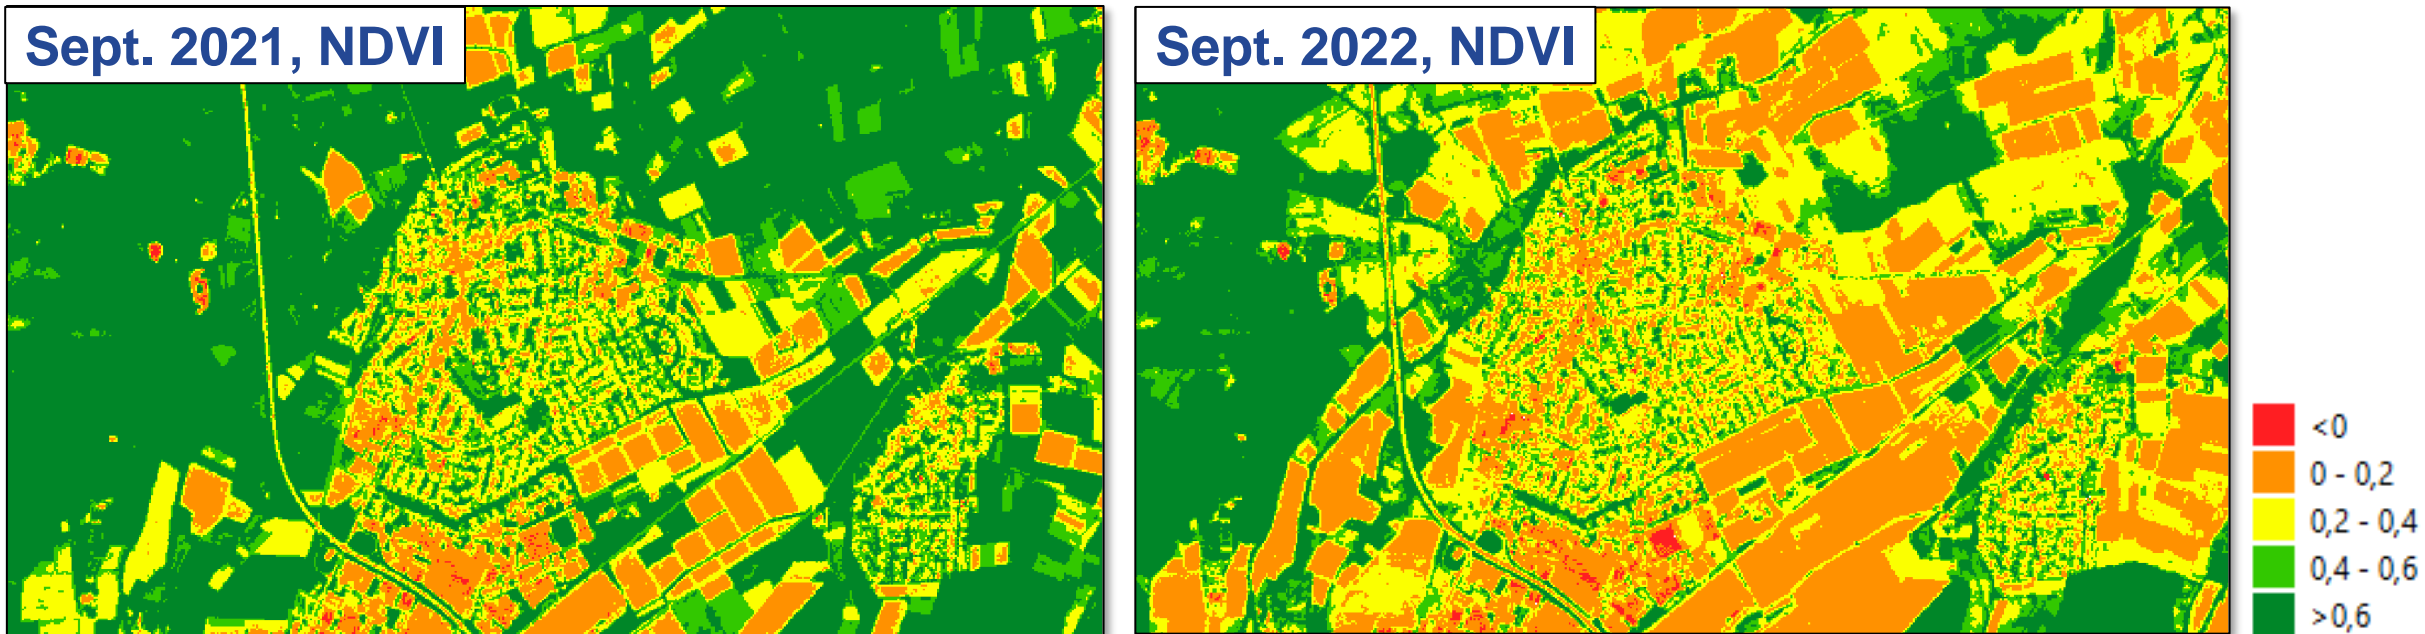 Sept. 2021, NDVI
Sept. 2022, NDVI
<0
0 - 0,2
0,2 - 0,4
0,4 - 0,6
>0,6